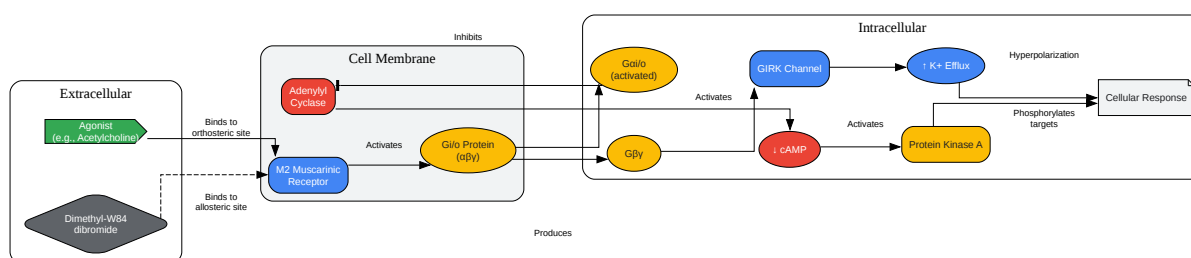 Extracellular
Agonist
(e.g., Acetylcholine)
Dimethyl-W84
dibromide
Binds to
orthosteric site
Binds to
allosteric site
Cell Membrane
Adenylyl
Cyclase
M2 Muscarinic
Receptor
Activates
Gi/o Protein
(αβγ)
Inhibits
Produces
Intracellular
Gαi/o
(activated)
Gβγ
Activates
GIRK Channel
↓ cAMP
Activates
↑ K+ Efflux
Protein Kinase A
Hyperpolarization
Phosphorylates
targets
Cellular Response